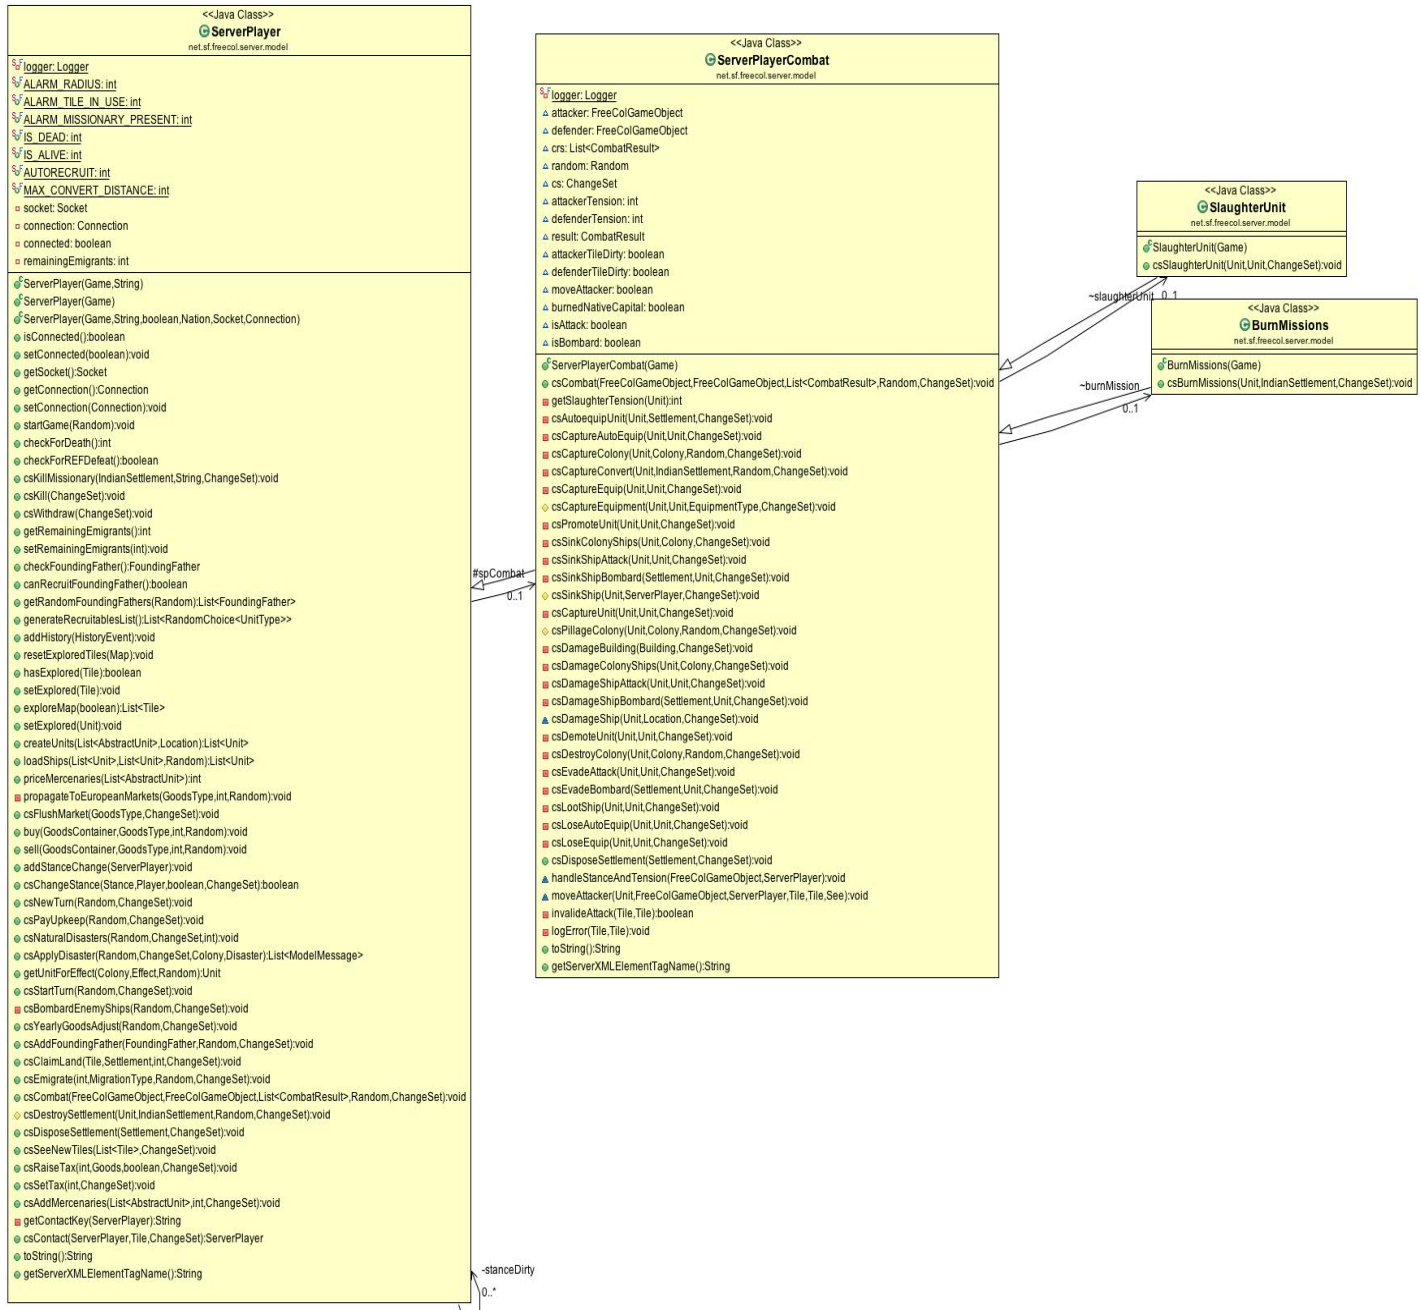 <<Java Class>>
ServerPlayer
net.sf.freecol.server.model
logger: Logger
ALARM_RADIUS: int
ALARM_TILE_IN_USE: int
ALARM_MISSIONARY_PRESENT: int
IS_DEAD: int
IS_ALIVE: int
AUTORECRUIT: int
MAX_CONVERT_DISTANCE: int
socket: Socket
connection: Connection
connected: boolean
remainingEmigrants: int
ServerPlayer(Game,String)
ServerPlayer(Game)
ServerPlayer(Game,String,boolean,Nation,Socket,Connection)
isConnected():boolean
setConnected(boolean):void
getSocket():Socket
getConnection():Connection
setConnection(Connection):void
startGame(Random):void
checkForDeath():int
checkForREFDefeat():boolean
csKillMissionary(IndianSettlement,String,ChangeSet):void
csKill(ChangeSet):void
csWithdraw(ChangeSet):void
getRemainingEmigrants():int
setRemainingEmigrants(int):void
checkFoundingFather():FoundingFather
canRecruitFoundingFather():boolean
getRandomFoundingFathers(Random):List<FoundingFather>
generateRecruitablesList():List<RandomChoice<UnitType>>
addHistory(HistoryEvent):void
resetExploredTiles(Map):void
hasExplored(Tile):boolean
setExplored(Tile):void
exploreMap(boolean):List<Tile>
setExplored(Unit):void
createUnits(List<AbstractUnit>,Location):List<Unit>
loadShips(List<Unit>,List<Unit>,Random):List<Unit>
priceMercenaries(List<AbstractUnit>):int
propagateToEuropeanMarkets(GoodsType,int,Random):void
csFlushMarket(GoodsType,ChangeSet):void
buy(GoodsContainer,GoodsType,int,Random):void
sell(GoodsContainer,GoodsType,int,Random):void
addStanceChange(ServerPlayer):void
csChangeStance(Stance,Player,boolean,ChangeSet):boolean
csNewTurn(Random,ChangeSet):void
csPayUpkeep(Random,ChangeSet):void
csNaturalDisasters(Random,ChangeSet,int):void
csApplyDisaster(Random,ChangeSet,Colony,Disaster):List<ModelMessage>
getUnitForEffect(Colony,Effect,Random):Unit
csStartTurn(Random,ChangeSet):void
csBombardEnemyShips(Random,ChangeSet):void
csYearlyGoodsAdjust(Random,ChangeSet):void
csAddFoundingFather(FoundingFather,Random,ChangeSet):void
csClaimLand(Tile,Settlement,int,ChangeSet):void
csEmigrate(int,MigrationType,Random,ChangeSet):void
csCombat(FreeColGameObject,FreeColGameObject,List<CombatResult>,Random,ChangeSet):void
csDestroySettlement(Unit,IndianSettlement,Random,ChangeSet):void
csDisposeSettlement(Settlement,ChangeSet):void
csSeeNewTiles(List<Tile>,ChangeSet):void
csRaiseTax(int,Goods,boolean,ChangeSet):void
csSetTax(int,ChangeSet):void
csAddMercenaries(List<AbstractUnit>,int,ChangeSet):void
getContactKey(ServerPlayer):String
csContact(ServerPlayer,Tile,ChangeSet):ServerPlayer
toString():String
getServerXMLElementTagName():String
-stanceDirty
0..*
#spCombat
0..1
<<Java Class>>
ServerPlayerCombat
net.sf.freecol.server.model
logger: Logger
attacker: FreeColGameObject
defender: FreeColGameObject
crs: List<CombatResult>
random: Random
cs: ChangeSet
attackerTension: int
defenderTension: int
result: CombatResult
attackerTileDirty: boolean
defenderTileDirty: boolean
moveAttacker: boolean
burnedNativeCapital: boolean
isAttack: boolean
isBombard: boolean
ServerPlayerCombat(Game)
csCombat(FreeColGameObject,FreeColGameObject,List<CombatResult>,Random,ChangeSet):void
getSlaughterTension(Unit):int
csAutoequipUnit(Unit,Settlement,ChangeSet):void
csCaptureAutoEquip(Unit,Unit,ChangeSet):void
csCaptureColony(Unit,Colony,Random,ChangeSet):void
csCaptureConvert(Unit,IndianSettlement,Random,ChangeSet):void
csCaptureEquip(Unit,Unit,ChangeSet):void
csCaptureEquipment(Unit,Unit,EquipmentType,ChangeSet):void
csPromoteUnit(Unit,Unit,ChangeSet):void
csSinkColonyShips(Unit,Colony,ChangeSet):void
csSinkShipAttack(Unit,Unit,ChangeSet):void
csSinkShipBombard(Settlement,Unit,ChangeSet):void
csSinkShip(Unit,ServerPlayer,ChangeSet):void
csCaptureUnit(Unit,Unit,ChangeSet):void
csPillageColony(Unit,Colony,Random,ChangeSet):void
csDamageBuilding(Building,ChangeSet):void
csDamageColonyShips(Unit,Colony,ChangeSet):void
csDamageShipAttack(Unit,Unit,ChangeSet):void
csDamageShipBombard(Settlement,Unit,ChangeSet):void
csDamageShip(Unit,Location,ChangeSet):void
csDemoteUnit(Unit,Unit,ChangeSet):void
csDestroyColony(Unit,Colony,Random,ChangeSet):void
csEvadeAttack(Unit,Unit,ChangeSet):void
csEvadeBombard(Settlement,Unit,ChangeSet):void
csLootShip(Unit,Unit,ChangeSet):void
csLoseAutoEquip(Unit,Unit,ChangeSet):void
csLoseEquip(Unit,Unit,ChangeSet):void
csDisposeSettlement(Settlement,ChangeSet):void
handleStanceAndTension(FreeColGameObject,ServerPlayer):void
moveAttacker(Unit,FreeColGameObject,ServerPlayer,Tile,Tile,See):void
invalideAttack(Tile,Tile):boolean
logError(Tile,Tile):void
toString():String
getServerXMLElementTagName():String
<<Java Class>>
SlaughterUnit
net.sf.freecol.server.model
SlaughterUnit(Game)
csSlaughterUnit(Unit,Unit,ChangeSet):void
~slaughterUnit 0..1
<<Java Class>>
BurnMissions
net.sf.freecol.server.model
BurnMissions(Game)
csBurnMissions(Unit,IndianSettlement,ChangeSet):void
~burnMission
0..1